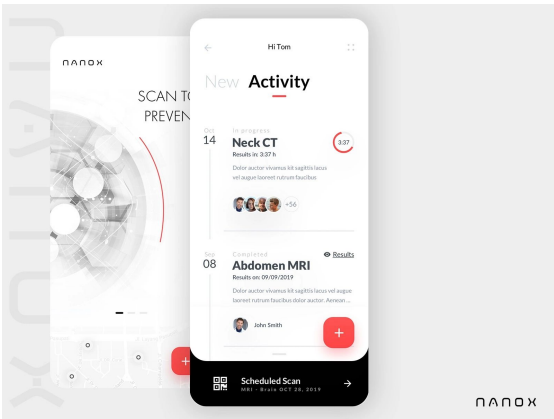 NANOX
SCAN TO
PREVEN
Hi Tom
New Activity
Oct
14
In progress
Neck CT
Results in: 3:37 h
3:37
Dolor auctor vivamus kit sagittis lacus
vel augue laoreet rutrum faucibus
+56
Sep
08
Completed
Results
Abdomen MRI
Results on: 09/09/2019
Dolor auctor vivamus kit sagittis lacus vel augue
laoreet rutrum faucibus dolor auctor. Aenean ...
John Smith
+
+
Scheduled Scan
MRI - Brain OCT 28, 2019
NANOX
NANOX